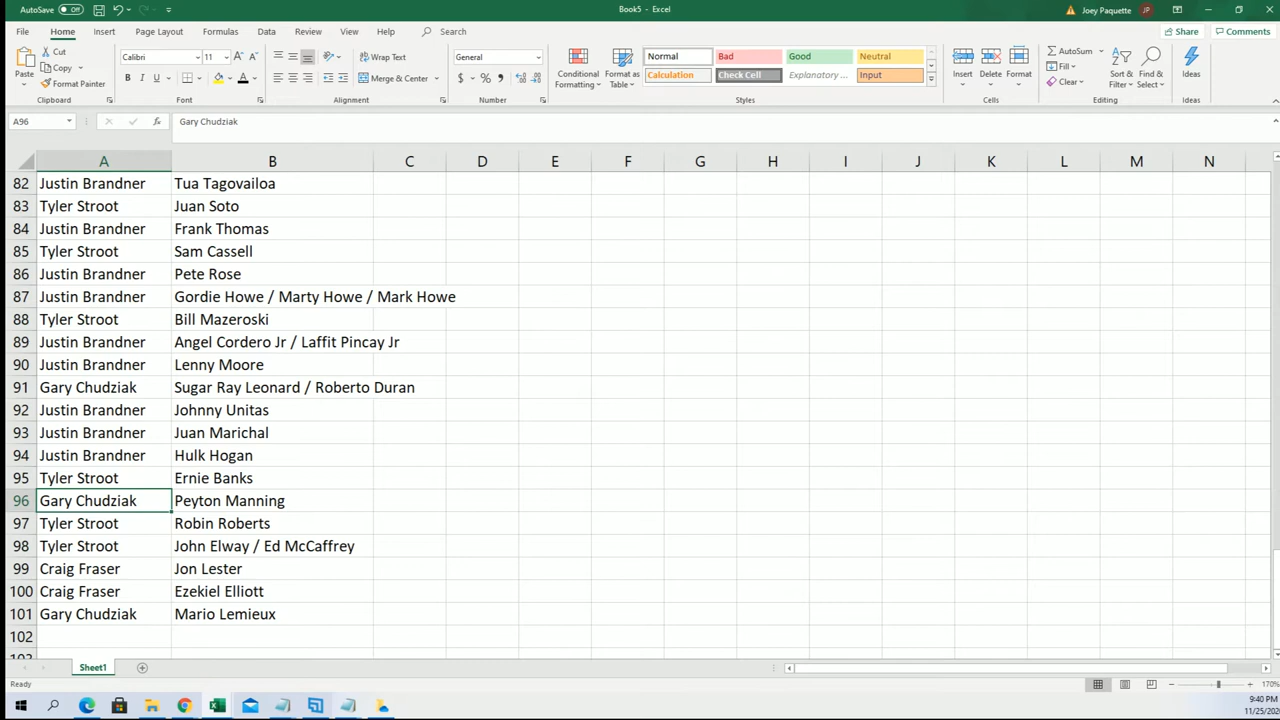 AutoSave Off Book5 - Excel Joey Paquette JP
File Home Insert Page Layout Formulas Data Review View Help Search Share Comments
Paste Cut Copy Format Painter Clipboard
Calibri 11 Font
Wrap Text Merge & Center Alignment
General Number
Conditional Formatting Format as Table Normal Bad Good Neutral Calculation Check Cell Explanatory ... Input Styles
Insert Delete Format Cells
AutoSum Fill Clear Sort & Filter Find & Select Editing
Ideas Ideas
A96 fx Gary Chudziak
A B C D E F G H I J K L M N
82 Justin Brandner Tua Tagovailoa
83 Tyler Stroot Juan Soto
84 Justin Brandner Frank Thomas
85 Tyler Stroot Sam Cassell
86 Justin Brandner Pete Rose
87 Justin Brandner Gordie Howe / Marty Howe / Mark Howe
88 Tyler Stroot Bill Mazeroski
89 Justin Brandner Angel Cordero Jr / Laffit Pincay Jr
90 Justin Brandner Lenny Moore
91 Gary Chudziak Sugar Ray Leonard / Roberto Duran
92 Justin Brandner Johnny Unitas
93 Justin Brandner Juan Marichal
94 Justin Brandner Hulk Hogan
95 Tyler Stroot Ernie Banks
96 Gary Chudziak Peyton Manning
97 Tyler Stroot Robin Roberts
98 Tyler Stroot John Elway / Ed McCaffrey
99 Craig Fraser Jon Lester
100 Craig Fraser Ezekiel Elliott
101 Gary Chudziak Mario Lemieux
102
Sheet1
Ready 170%
9:40 PM